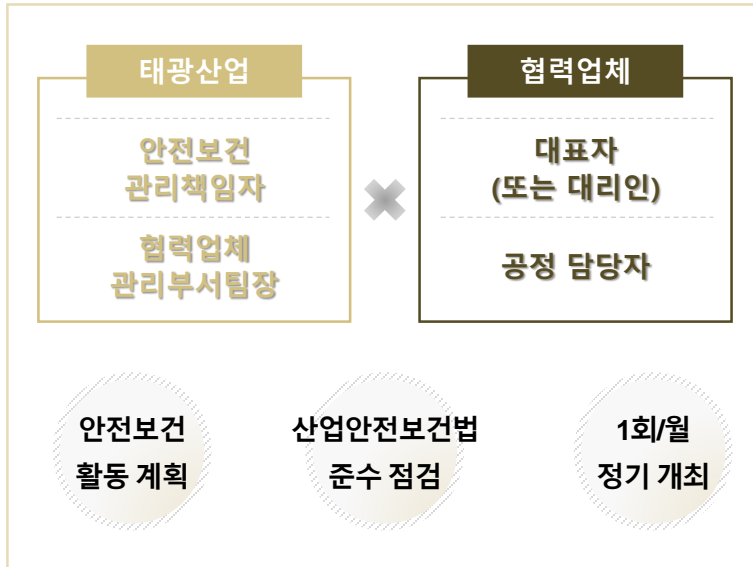 태광산업
안전보건
관리책임자
협력업체
관리부서팀장
협력업체
대표자
(또는 대리인)
공정 담당자
안전보건
활동 계획
산업안전보건법
준수 점검
1회/월
정기 개최